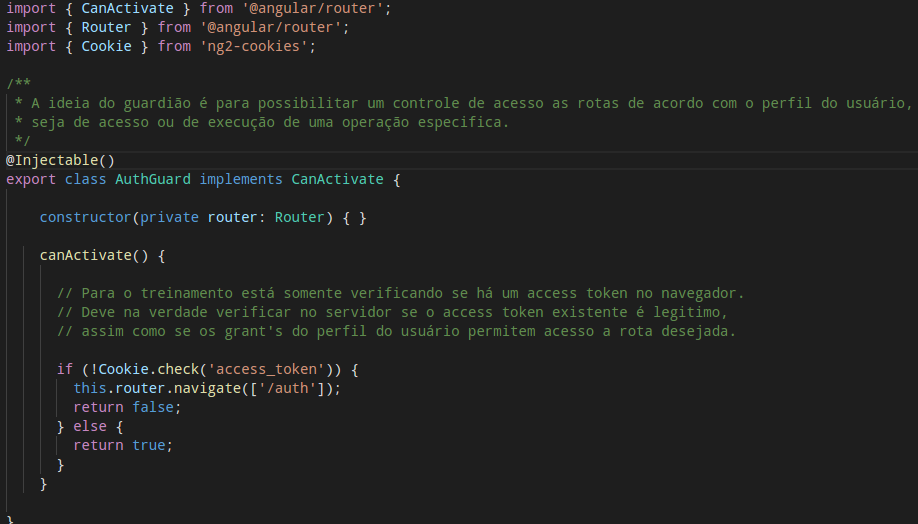 import { CanActivate } from '@angular/router';
import { Router } from '@angular/router';
import { Cookie } from 'ng2-cookies';
/**
* A ideia do guardião é para possibilitar um controle de acesso as rotas de acordo com o perfil do usuário,
* seja de acesso ou de execução de uma operação especifica.
*/
@Injectable()
export class AuthGuard implements CanActivate {
constructor(private router: Router) { }
canActivate() {
// Para o treinamento está somente verificando se há um access token no navegador.
// Deve na verdade verificar no servidor se o access token existente é legitimo,
// assim como se os grant's do perfil do usuário permitem acesso a rota desejada.
if (!Cookie.check('access_token')) {
this.router.navigate(['/auth']);
return false;
} else {
return true;
}
}
}